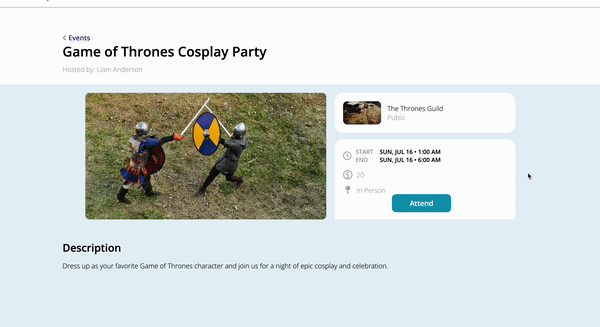 < Events
Game of Thrones Cosplay Party
Hosted by: Liam Anderson
The Thrones Guild
Public
START SUN, JUL 16 • 1:00 AM
END SUN, JUL 16 • 6:00 AM
20
In Person
Attend
Description
Dress up as your favorite Game of Thrones character and join us for a night of epic cosplay and celebration.